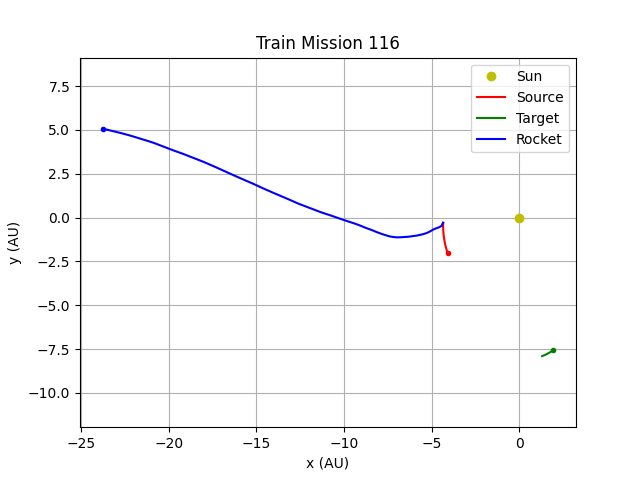 Train Mission 116
Sun
Source
Target
Rocket
7.5
5.0
2.5
0.0
−2.5
−5.0
−7.5
−10.0
y (AU)
−25 −20 −15 −10 −5 0
x (AU)